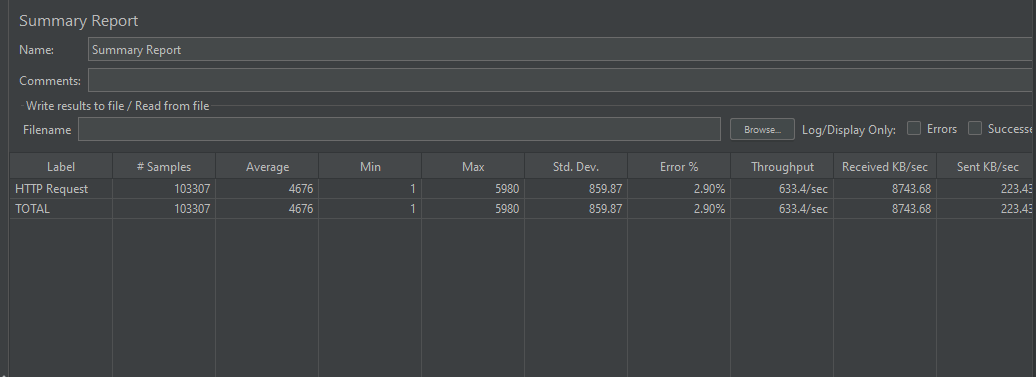 Summary Report
Name: Summary Report
Comments:
Write results to file / Read from file
Filename Browse... Log/Display Only: Errors Successe
Label # Samples Average Min Max Std. Dev. Error % Throughput Received KB/sec Sent KB/sec
HTTP Request 103307 4676 1 5980 859.87 2.90% 633.4/sec 8743.68 223.43
TOTAL 103307 4676 1 5980 859.87 2.90% 633.4/sec 8743.68 223.43